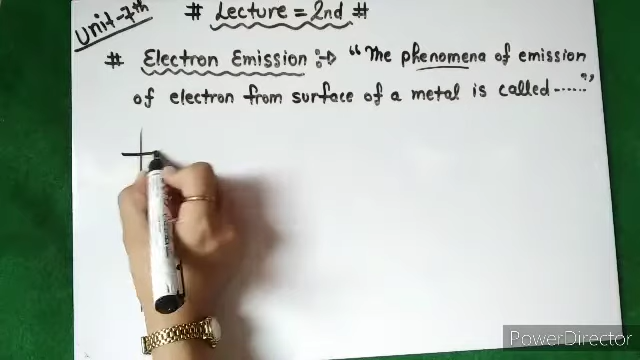 Unit-7th
# Lecture = 2nd #
# Electron Emission :-> "The phenomena of emission
of electron from surface of a metal is called ......"
PowerDirector